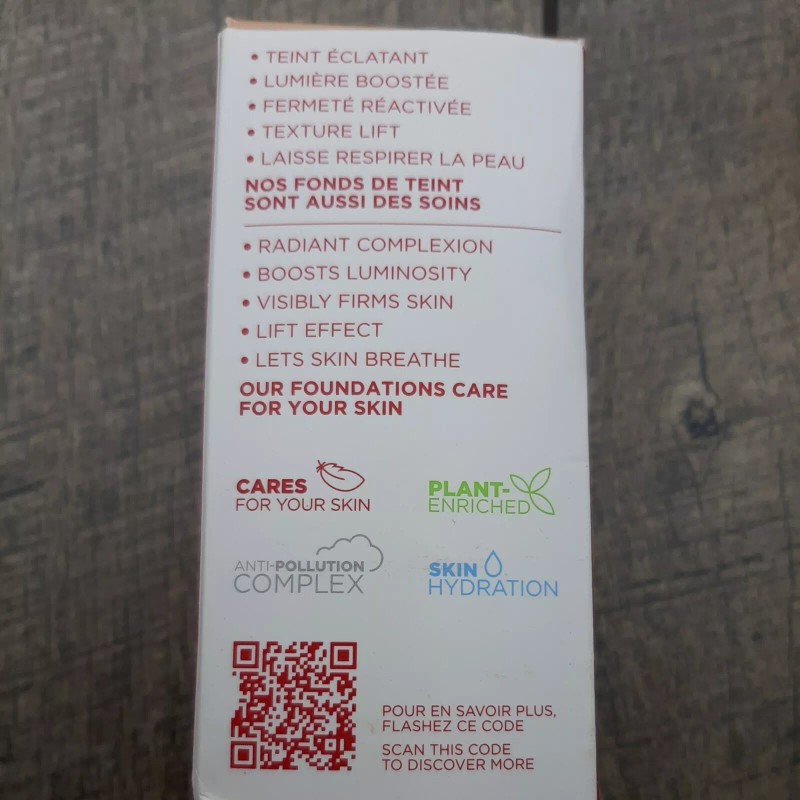 • TEINT ÉCLATANT
• LUMIÈRE BOOSTÉE
• FERMETÉ RÉACTIVÉE
• TEXTURE LIFT
• LAISSE RESPIRER LA PEAU
NOS FONDS DE TEINT
SONT AUSSI DES SOINS
• RADIANT COMPLEXION
• BOOSTS LUMINOSITY
• VISIBLY FIRMS SKIN
• LIFT EFFECT
• LETS SKIN BREATHE
OUR FOUNDATIONS CARE
FOR YOUR SKIN
CARES
FOR YOUR SKIN
PLANT-
ENRICHED
ANTI-POLLUTION
COMPLEX
SKIN
HYDRATION
POUR EN SAVOIR PLUS,
FLASHEZ CE CODE
SCAN THIS CODE
TO DISCOVER MORE